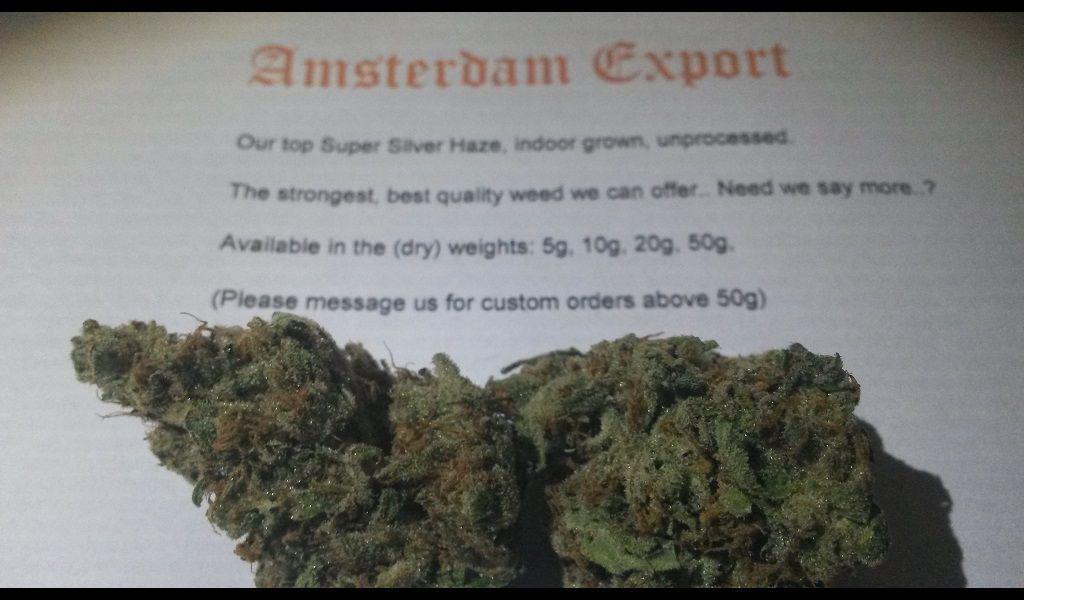 Amsterdam Export
Our top Super Silver Haze, indoor grown, unprocessed.
The strongest, best quality weed we can offer.. Need we say more..?
Available in the (dry) weights: 5g, 10g, 20g, 50g.
(Please message us for custom orders above 50g)